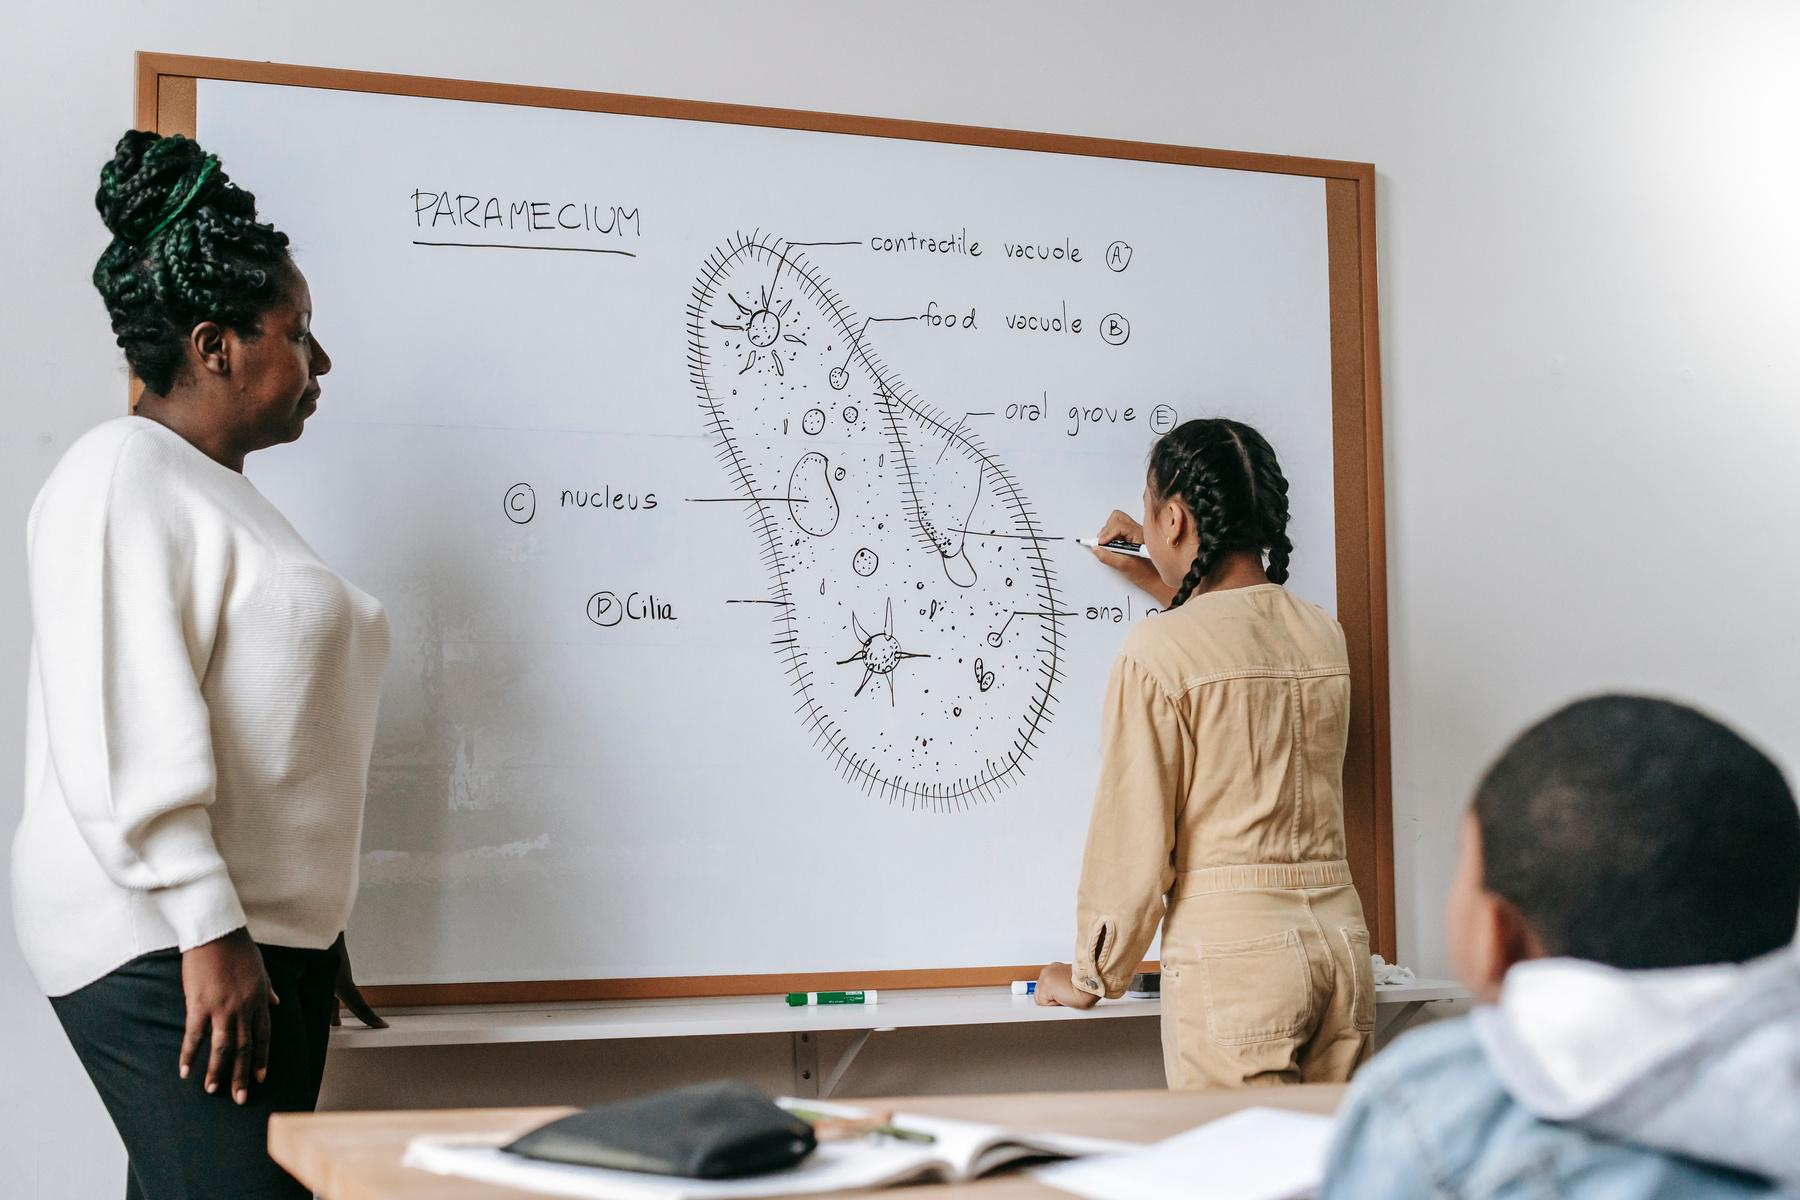 PARAMECIUM
contractile vacuole A
food vacuole B
oral grove E
C nucleus
D Cilia
anal